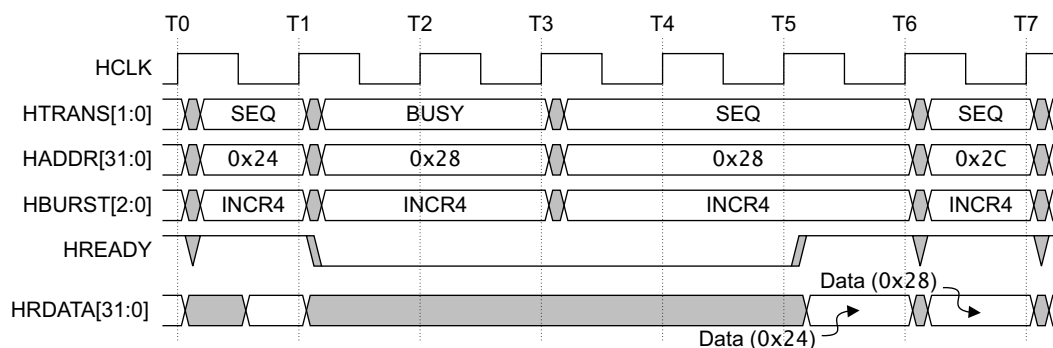 T0 T1 T2 T3 T4 T5 T6 T7
HCLK
HTRANS[1:0] SEQ BUSY SEQ SEQ
HADDR[31:0] 0x24 0x28 0x28 0x2C
HBURST[2:0] INCR4 INCR4 INCR4 INCR4
HREADY
Data (0x28)
HRDATA[31:0]
Data (0x24)